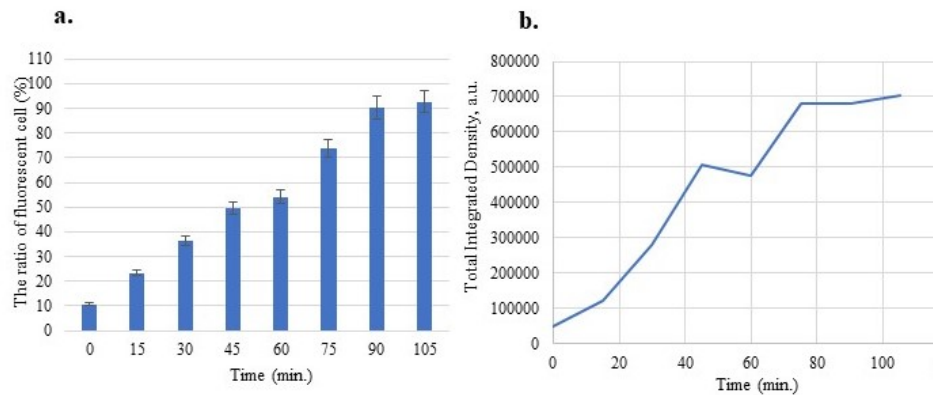 a.
The ratio of fluorescent cell (%)
110
100
90
80
70
60
50
40
30
20
10
0
0 15 30 45 60 75 90 105
Time (min.)
b.
Total Integrated Density, a.u.
800000
700000
600000
500000
400000
300000
200000
100000
0
0 20 40 60 80 100
Time (min.)